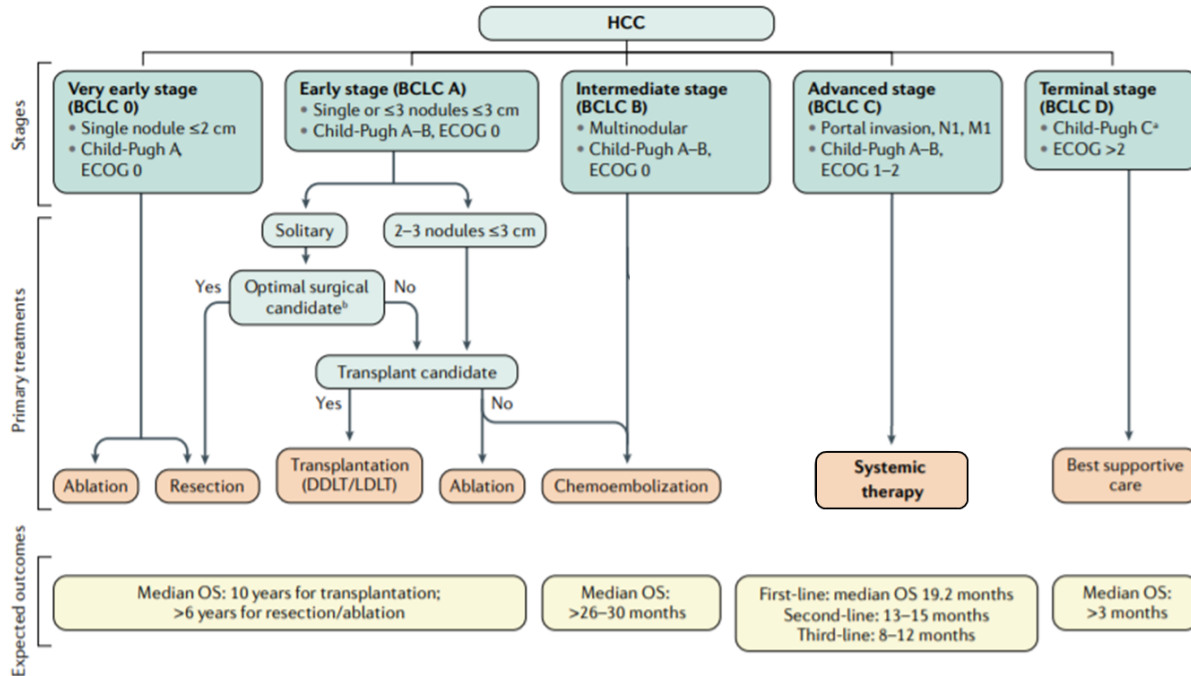 HCC
Stages
Very early stage
(BCLC 0)
• Single nodule ≤2 cm
• Child-Pugh A,
ECOG 0
Early stage (BCLC A)
• Single or ≤3 nodules ≤3 cm
• Child-Pugh A–B, ECOG 0
Intermediate stage
(BCLC B)
• Multinodular
• Child-Pugh A–B,
ECOG 0
Advanced stage
(BCLC C)
• Portal invasion, N1, M1
• Child-Pugh A–B,
ECOG 1–2
Terminal stage
(BCLC D)
• Child-Pugh Cᵃ
• ECOG >2
Primary treatments
Solitary
2–3 nodules ≤3 cm
Yes
Optimal surgical
candidateᵇ
No
Transplant candidate
Yes
No
Ablation
Resection
Transplantation
(DDLT/LDLT)
Ablation
Chemoembolization
Systemic
therapy
Best supportive
care
Expected outcomes
Median OS: 10 years for transplantation;
>6 years for resection/ablation
Median OS:
>26–30 months
First-line: median OS 19.2 months
Second-line: 13–15 months
Third-line: 8–12 months
Median OS:
>3 months